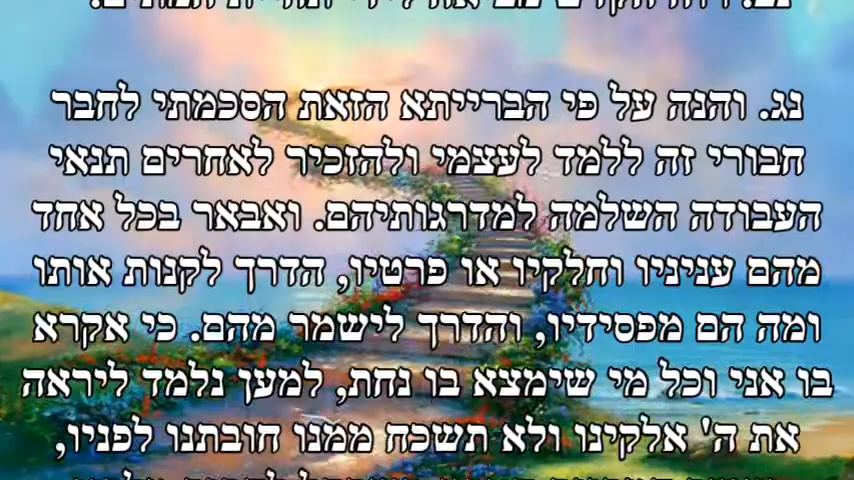 נג. והנה על פי הברייתא הזאת הסכמתי לחבר
חבורי זה ללמד לעצמי ולהזכיר לאחרים תנאי
העבודה השלמה למדרגותיהם. ואבאר בכל אחד
מהם עניניו וחלקיו או פרטיו, הדרך לקנות אותו
ומה הם מפסידיו, והדרך לישמר מהם. כי אקרא
בו אני וכל מי שימצא בו נחת, למען נלמד ליראה
את ה' אלקינו ולא תשכח ממנו חובתנו לפניו,